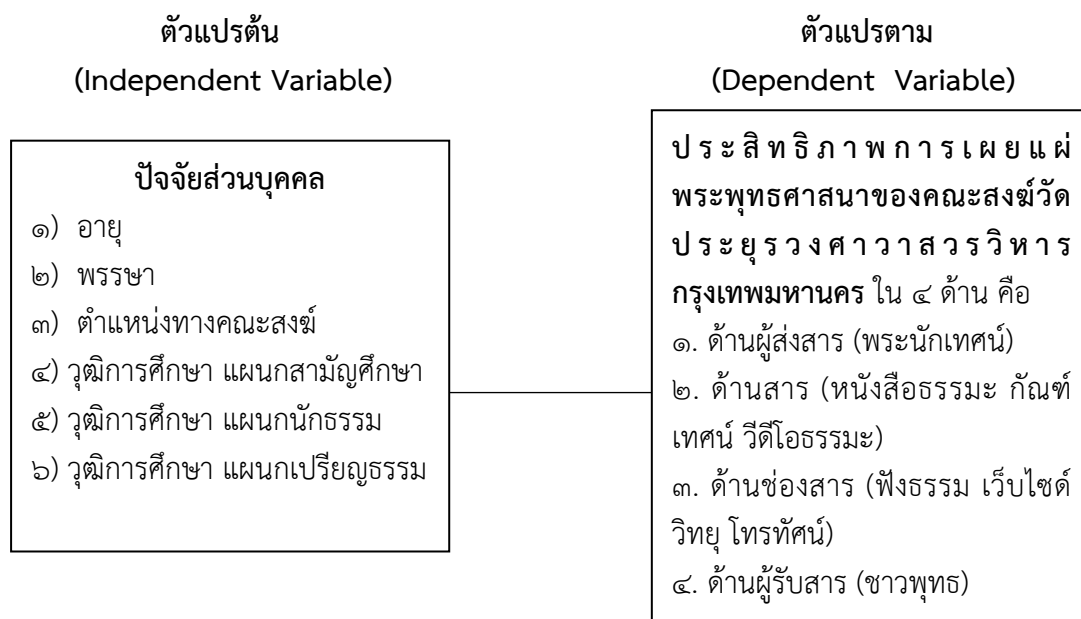 ตัวแปรต้น
(Independent Variable)
ปัจจัยส่วนบุคคล
๑) อายุ
๒) พรรษา
๓) ตำแหน่งทางคณะสงฆ์
๔) วุฒิการศึกษา แผนกสามัญศึกษา
๕) วุฒิการศึกษา แผนกนักธรรม
๖) วุฒิการศึกษา แผนกเปรียญธรรม
ตัวแปรตาม
(Dependent Variable)
ประสิทธิภาพการเผยแผ่
พระพุทธศาสนาของคณะสงฆ์วัด
ประยุรวงศาวาสวรวิหาร
กรุงเทพมหานคร ใน ๔ ด้าน คือ
๑. ด้านผู้ส่งสาร (พระนักเทศน์)
๒. ด้านสาร (หนังสือธรรมะ กัณฑ์
เทศน์ วีดีโอธรรมะ)
๓. ด้านช่องสาร (ฟังธรรม เว็บไซด์
วิทยุ โทรทัศน์)
๔. ด้านผู้รับสาร (ชาวพุทธ)